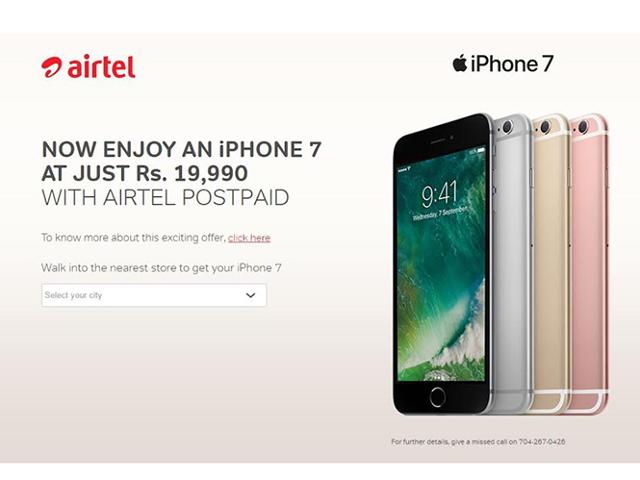 airtel
iPhone 7
NOW ENJOY AN iPHONE 7
AT JUST Rs. 19,990
WITH AIRTEL POSTPAID
To know more about this exciting offer, click here
Walk into the nearest store to get your iPhone 7
Select your city
9:41
Wednesday, 7 September
For further details, give a missed call on 704-267-0426